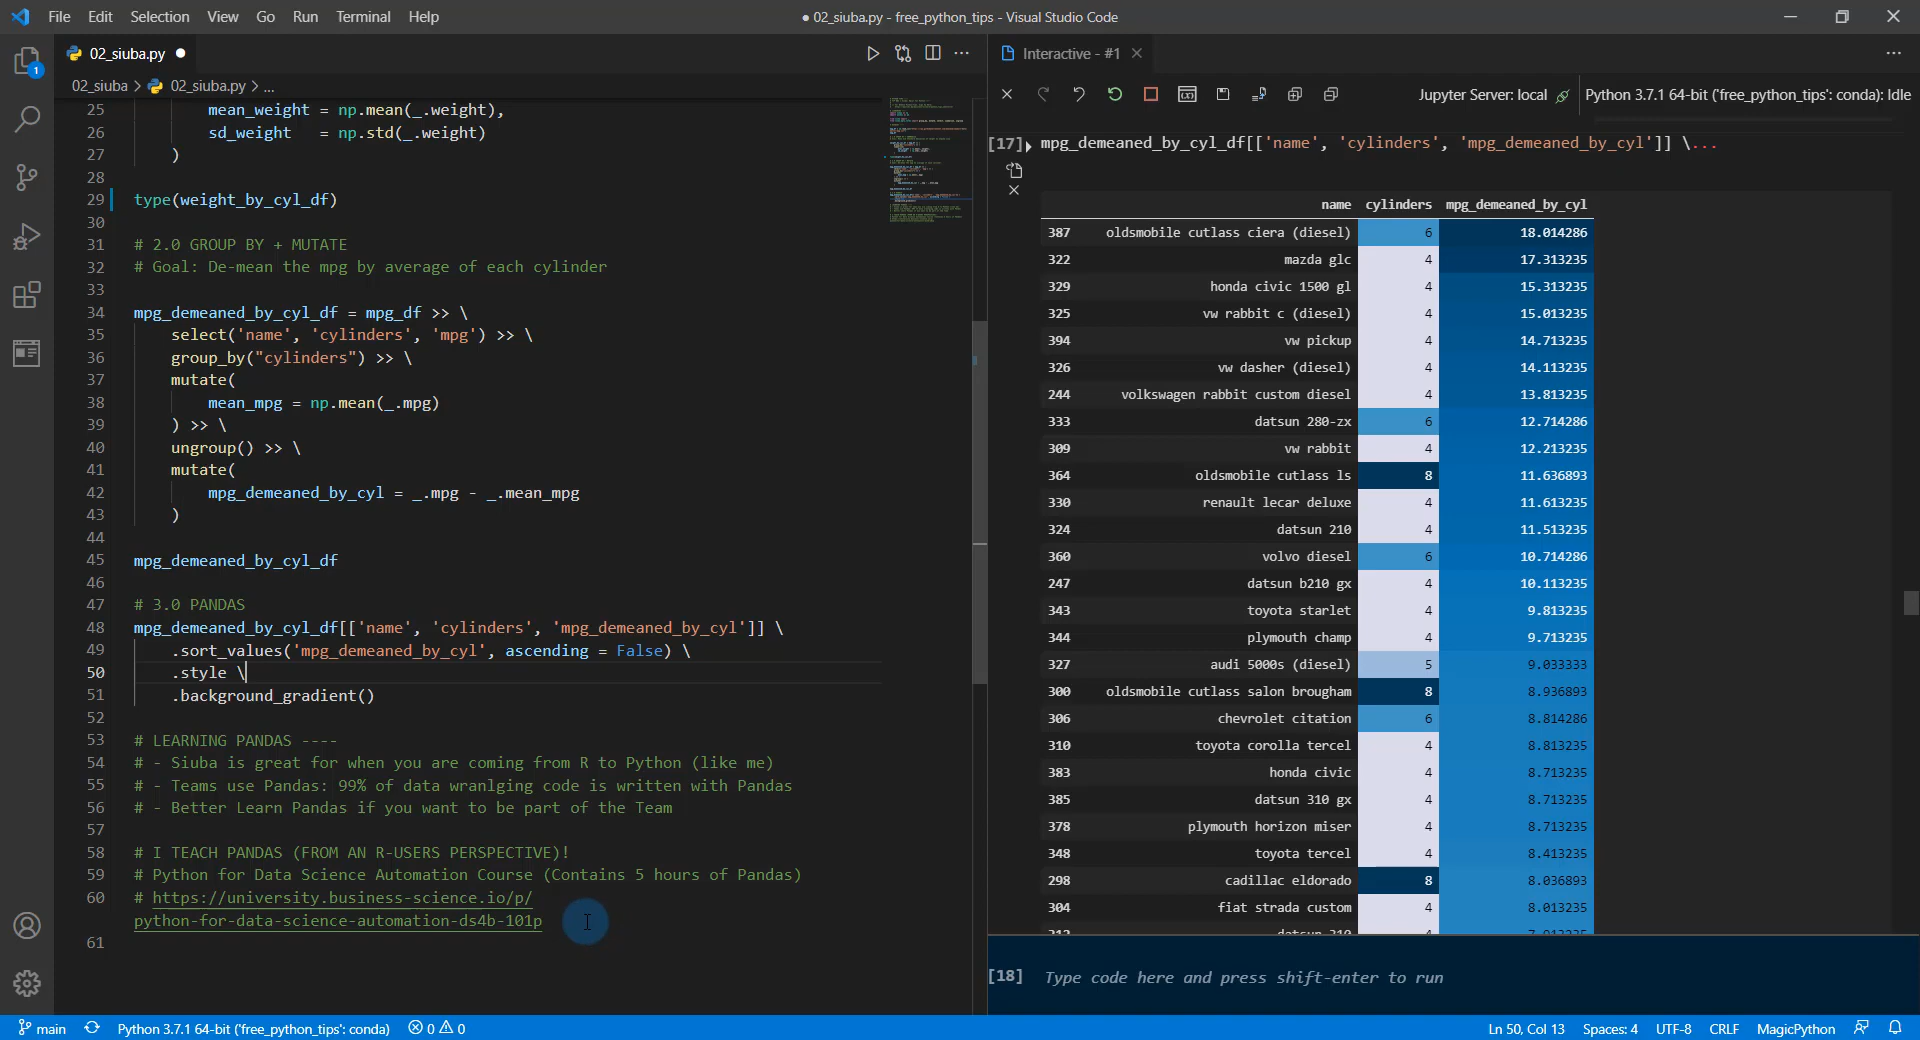 File Edit Selection View Go Run Terminal Help
● 02_siuba.py - free_python_tips - Visual Studio Code
02_siuba.py ●
02_siuba > 02_siuba.py > ...
25 mean_weight = np.mean(_.weight),
26 sd_weight   = np.std(_.weight)
27 )
28
29 type(weight_by_cyl_df)
30
31 # 2.0 GROUP BY + MUTATE
32 # Goal: De-mean the mpg by average of each cylinder
33
34 mpg_demeaned_by_cyl_df = mpg_df >> \
35 select('name', 'cylinders', 'mpg') >> \
36 group_by("cylinders") >> \
37 mutate(
38 mean_mpg = np.mean(_.mpg)
39 ) >> \
40 ungroup() >> \
41 mutate(
42 mpg_demeaned_by_cyl = _.mpg - _.mean_mpg
43 )
44
45 mpg_demeaned_by_cyl_df
46
47 # 3.0 PANDAS
48 mpg_demeaned_by_cyl_df[['name', 'cylinders', 'mpg_demeaned_by_cyl']] \
49 .sort_values('mpg_demeaned_by_cyl', ascending = False) \
50 .style \
51 .background_gradient()
52
53 # LEARNING PANDAS ----
54 # - Siuba is great for when you are coming from R to Python (like me)
55 # - Teams use Pandas: 99% of data wranlging code is written with Pandas
56 # - Better Learn Pandas if you want to be part of the Team
57
58 # I TEACH PANDAS (FROM AN R-USERS PERSPECTIVE)!
59 # Python for Data Science Automation Course (Contains 5 hours of Pandas)
60 # https://university.business-science.io/p/
python-for-data-science-automation-ds4b-101p
61
Interactive - #1
Jupyter Server: local
Python 3.7.1 64-bit ('free_python_tips': conda): Idle
[17] mpg_demeaned_by_cyl_df[['name', 'cylinders', 'mpg_demeaned_by_cyl']] \...
name cylinders mpg_demeaned_by_cyl
387 oldsmobile cutlass ciera (diesel) 6 18.014286
322 mazda glc 4 17.313235
329 honda civic 1500 gl 4 15.313235
325 vw rabbit c (diesel) 4 15.013235
394 vw pickup 4 14.713235
326 vw dasher (diesel) 4 14.113235
244 volkswagen rabbit custom diesel 4 13.813235
333 datsun 280-zx 6 12.714286
309 vw rabbit 4 12.213235
364 oldsmobile cutlass ls 8 11.636893
330 renault lecar deluxe 4 11.613235
324 datsun 210 4 11.513235
360 volvo diesel 6 10.714286
247 datsun b210 gx 4 10.113235
343 toyota starlet 4 9.813235
344 plymouth champ 4 9.713235
327 audi 5000s (diesel) 5 9.033333
300 oldsmobile cutlass salon brougham 8 8.936893
306 chevrolet citation 6 8.814286
310 toyota corolla tercel 4 8.813235
383 honda civic 4 8.713235
385 datsun 310 gx 4 8.713235
378 plymouth horizon miser 4 8.713235
348 toyota tercel 4 8.413235
298 cadillac eldorado 8 8.036893
304 fiat strada custom 4 8.013235
[18] Type code here and press shift-enter to run
main Python 3.7.1 64-bit ('free_python_tips': conda) 0 0
Ln 50, Col 13 Spaces: 4 UTF-8 CRLF MagicPython